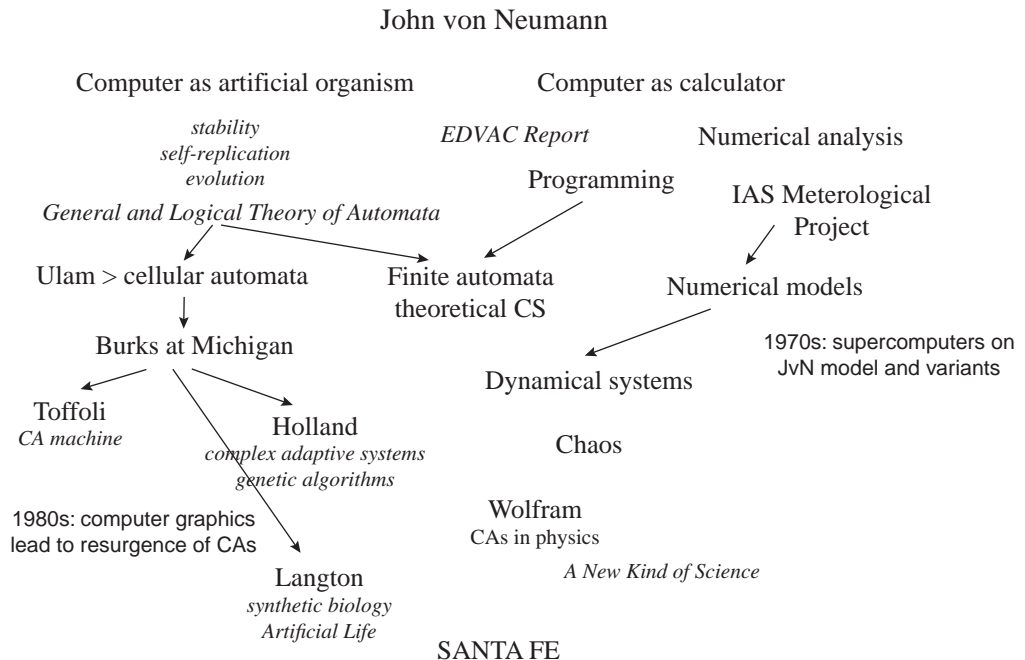 John von Neumann
Computer as artificial organism
Computer as calculator
stability
self-replication
evolution
EDVAC Report
Numerical analysis
Programming
General and Logical Theory of Automata
IAS Meterological
Project
Ulam > cellular automata
Finite automata
theoretical CS
Numerical models
Burks at Michigan
1970s: supercomputers on
JvN model and variants
Dynamical systems
Toffoli
CA machine
Holland
complex adaptive systems
genetic algorithms
Chaos
1980s: computer graphics
lead to resurgence of CAs
Wolfram
CAs in physics
A New Kind of Science
Langton
synthetic biology
Artificial Life
SANTA FE